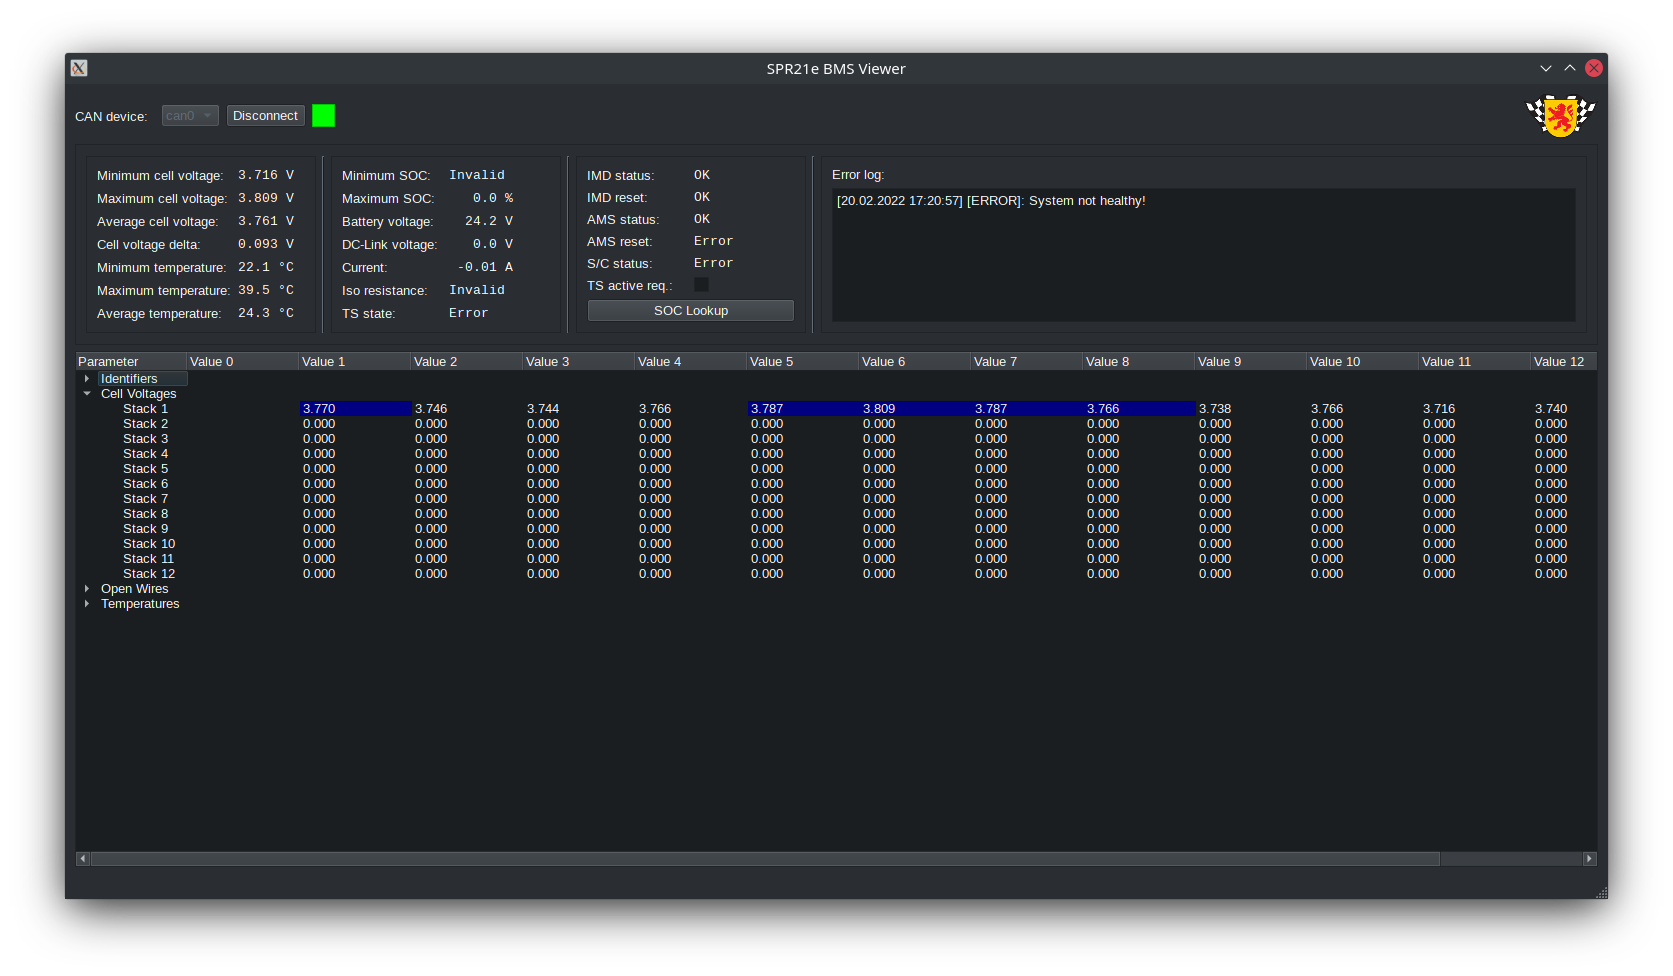 SPR21e BMS Viewer
CAN device: can0 Disconnect
Minimum cell voltage: 3.716 V
Maximum cell voltage: 3.809 V
Average cell voltage: 3.761 V
Cell voltage delta: 0.093 V
Minimum temperature: 22.1 °C
Maximum temperature: 39.5 °C
Average temperature: 24.3 °C
Minimum SOC: Invalid
Maximum SOC: 0.0 %
Battery voltage: 24.2 V
DC-Link voltage: 0.0 V
Current: -0.01 A
Iso resistance: Invalid
TS state: Error
IMD status: OK
IMD reset: OK
AMS status: OK
AMS reset: Error
S/C status: Error
TS active req.:
SOC Lookup
Error log:
[20.02.2022 17:20:57] [ERROR]: System not healthy!
Parameter Value 0 Value 1 Value 2 Value 3 Value 4 Value 5 Value 6 Value 7 Value 8 Value 9 Value 10 Value 11 Value 12
Identifiers
Cell Voltages
Stack 1 3.770 3.746 3.744 3.766 3.787 3.809 3.787 3.766 3.738 3.766 3.716 3.740
Stack 2 0.000 0.000 0.000 0.000 0.000 0.000 0.000 0.000 0.000 0.000 0.000 0.000
Stack 3 0.000 0.000 0.000 0.000 0.000 0.000 0.000 0.000 0.000 0.000 0.000 0.000
Stack 4 0.000 0.000 0.000 0.000 0.000 0.000 0.000 0.000 0.000 0.000 0.000 0.000
Stack 5 0.000 0.000 0.000 0.000 0.000 0.000 0.000 0.000 0.000 0.000 0.000 0.000
Stack 6 0.000 0.000 0.000 0.000 0.000 0.000 0.000 0.000 0.000 0.000 0.000 0.000
Stack 7 0.000 0.000 0.000 0.000 0.000 0.000 0.000 0.000 0.000 0.000 0.000 0.000
Stack 8 0.000 0.000 0.000 0.000 0.000 0.000 0.000 0.000 0.000 0.000 0.000 0.000
Stack 9 0.000 0.000 0.000 0.000 0.000 0.000 0.000 0.000 0.000 0.000 0.000 0.000
Stack 10 0.000 0.000 0.000 0.000 0.000 0.000 0.000 0.000 0.000 0.000 0.000 0.000
Stack 11 0.000 0.000 0.000 0.000 0.000 0.000 0.000 0.000 0.000 0.000 0.000 0.000
Stack 12 0.000 0.000 0.000 0.000 0.000 0.000 0.000 0.000 0.000 0.000 0.000 0.000
Open Wires
Temperatures